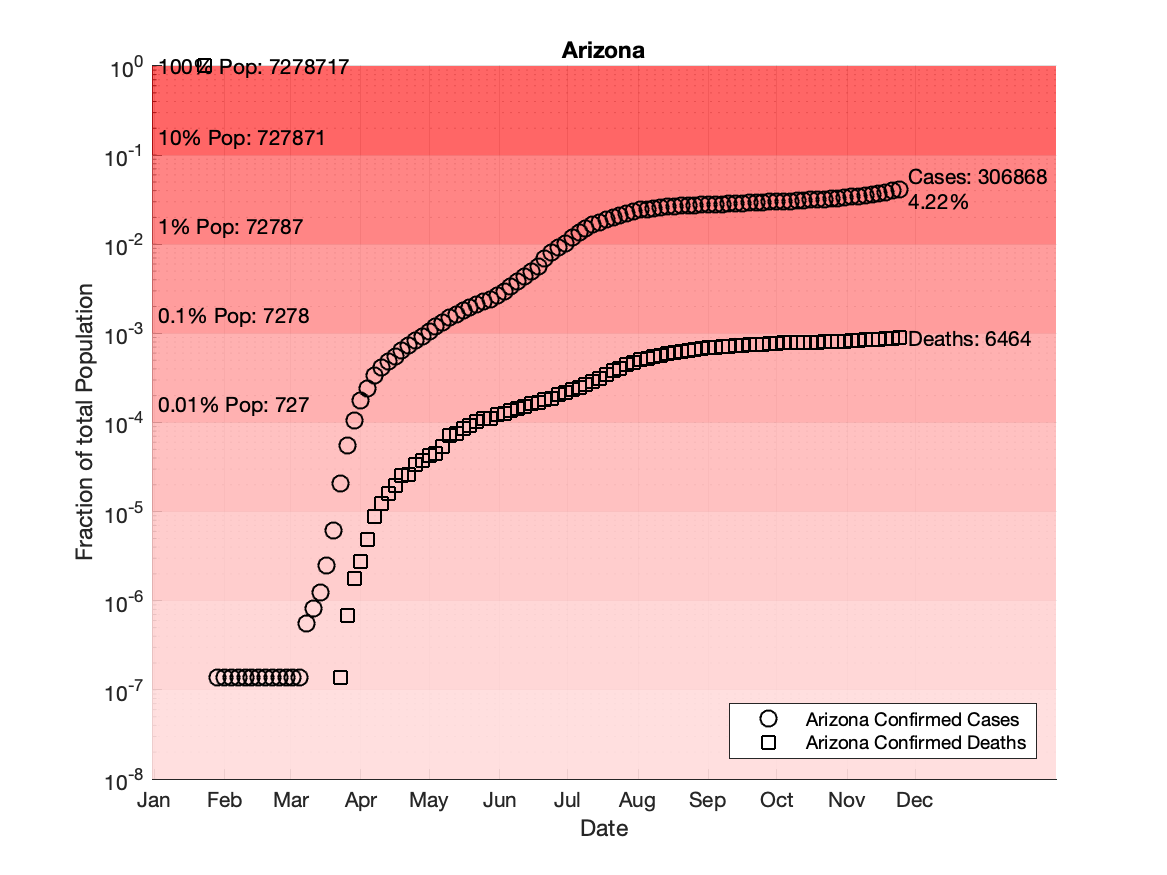 Arizona
10^0
100% Pop: 7278717
10% Pop: 727871
10^-1
Cases: 306868
4.22%
1% Pop: 72787
10^-2
0.1% Pop: 7278
10^-3
Deaths: 6464
0.01% Pop: 727
10^-4
10^-5
10^-6
10^-7
10^-8
Fraction of total Population
Arizona Confirmed Cases
Arizona Confirmed Deaths
Jan Feb Mar Apr May Jun Jul Aug Sep Oct Nov Dec
Date